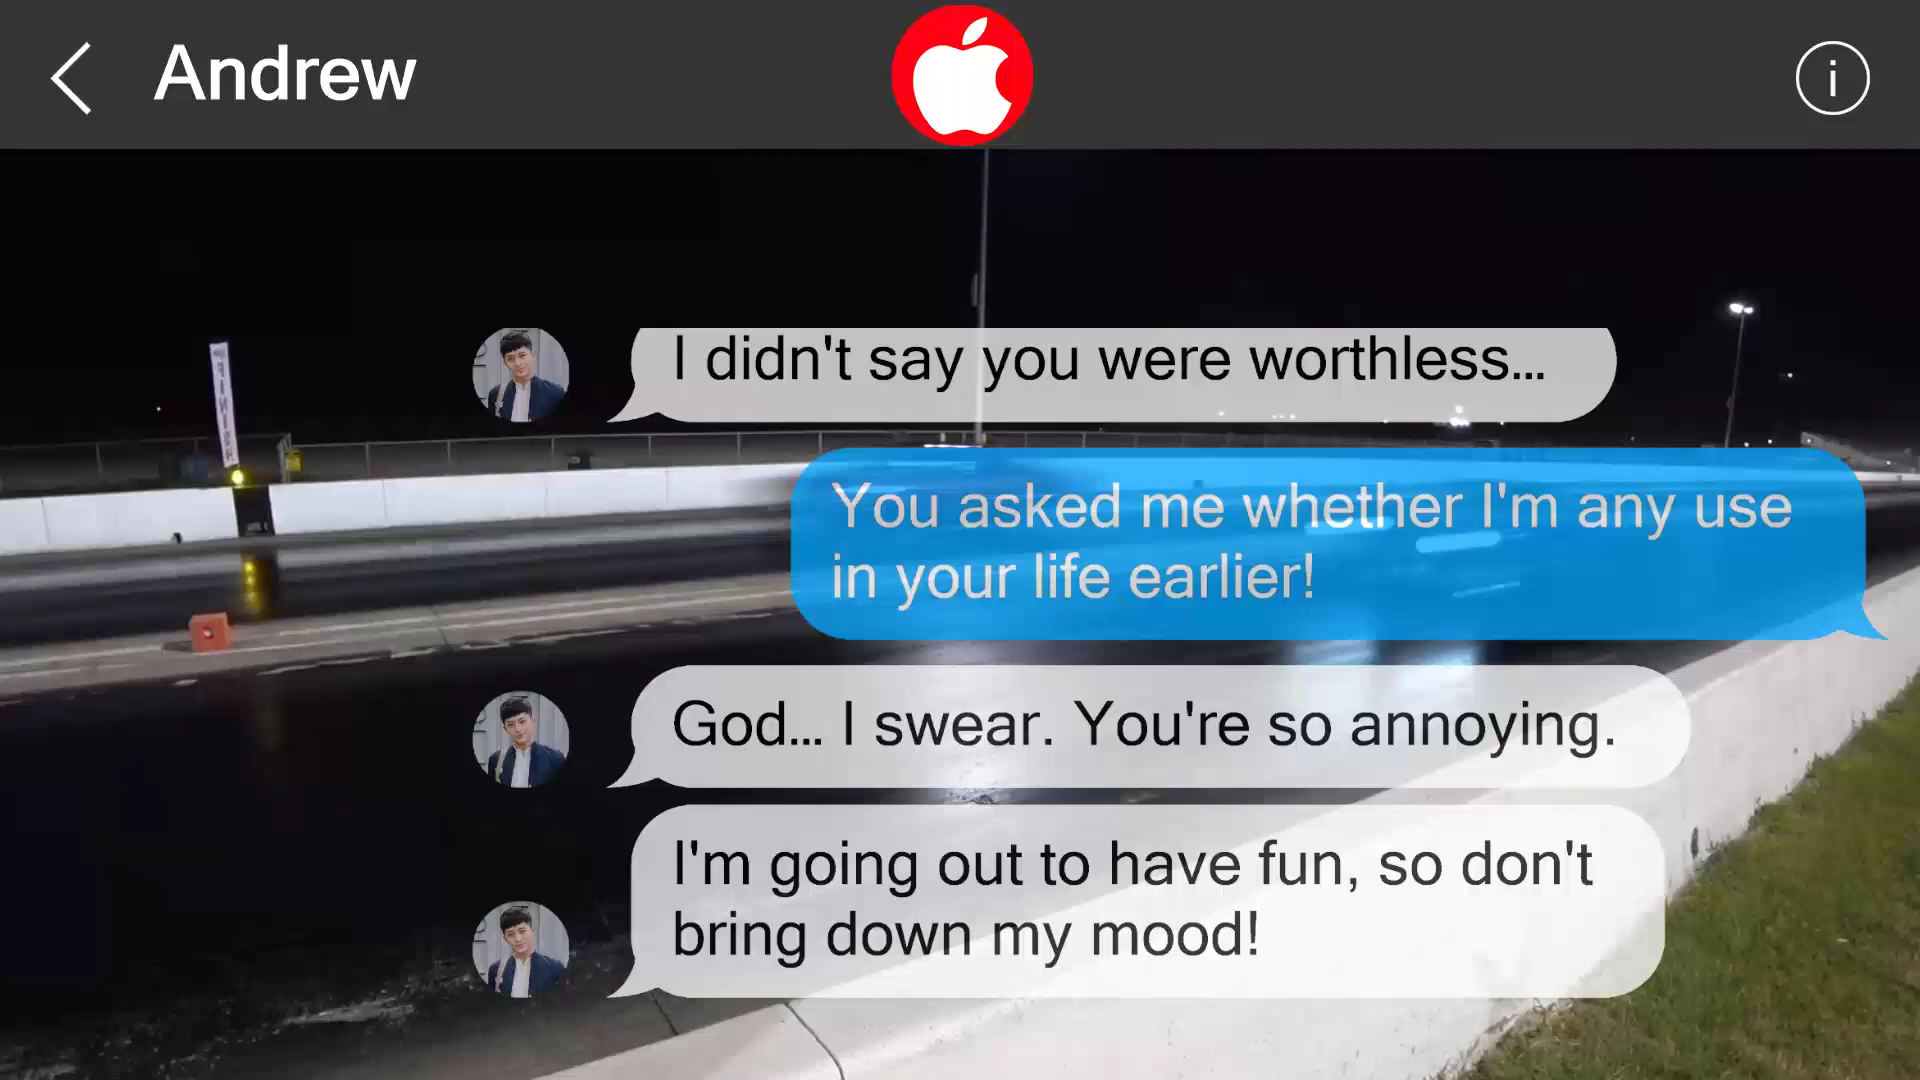 Andrew
I didn't say you were worthless...
You asked me whether I'm any use
in your life earlier!
God... I swear. You're so annoying.
I'm going out to have fun, so don't
bring down my mood!
FINISH